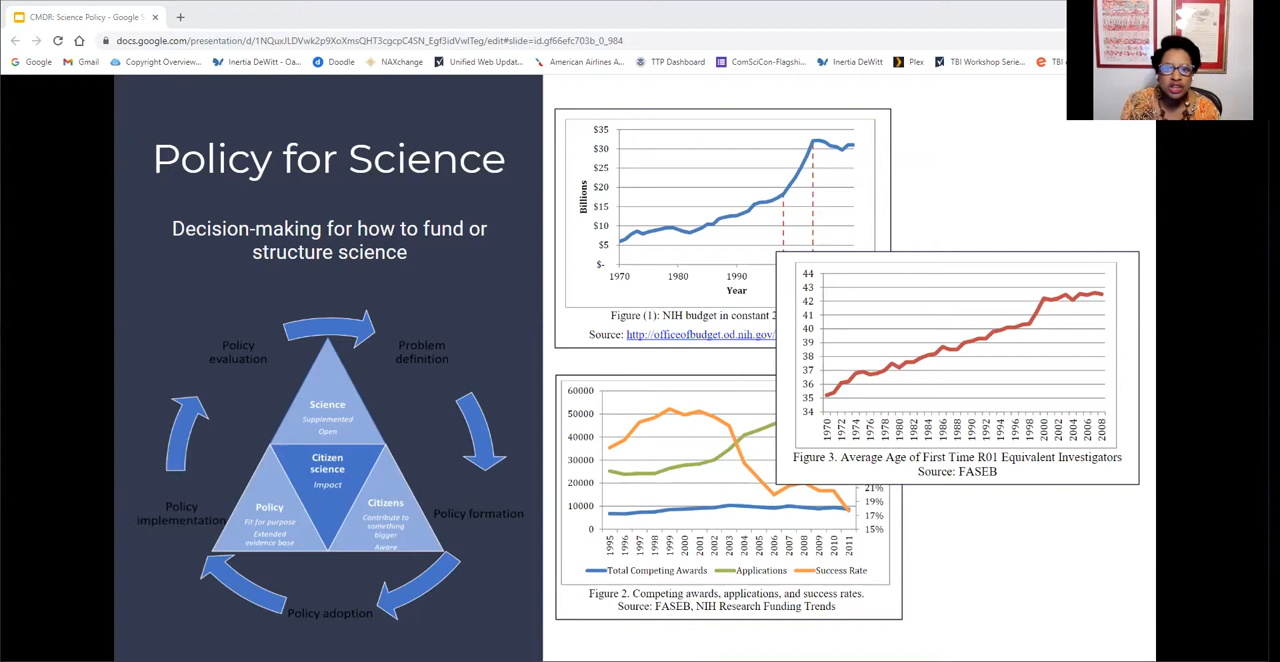 CMDR: Science Policy - Google S
Google
Gmail
Copyright Overview...
Inertia DeWitt - Oa...
Doodle
NAXchange
Unified Web Updat...
American Airlines A...
TTP Dashboard
ComSciCon-Flagshi...
Inertia DeWitt
Plex
TBI Workshop Serie...
Policy for Science
Decision-making for how to fund or
structure science
Policy
evaluation
Problem
definition
Science
Supplemented
Open
Citizen
science
Impact
Policy
Fit for purpose
Extended
evidence base
Citizens
Contribute to
something
bigger
Aware
Policy
implementation
Policy formation
Policy adoption
$35
$30
$25
$20
$15
$10
$5
$-
Billions
1970
1980
1990
Year
Figure (1): NIH budget in constant 2
Source: http://officeofbudget.od.nih.gov/
44
43
42
41
40
39
38
37
36
35
34
1970
1972
1974
1976
1978
1980
1982
1984
1986
1988
1990
1992
1994
1996
1998
2000
2002
2004
2006
2008
Figure 3. Average Age of First Time R01 Equivalent Investigators
Source: FASEB
60000
50000
40000
30000
20000
10000
0
21%
19%
17%
15%
1995
1996
1997
1998
1999
2000
2001
2002
2003
2004
2005
2006
2007
2008
2009
2010
2011
Total Competing Awards
Applications
Success Rate
Figure 2. Competing awards, applications, and success rates.
Source: FASEB, NIH Research Funding Trends